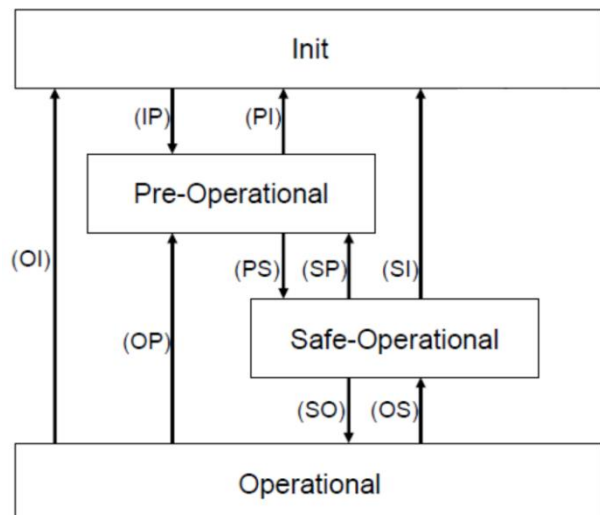 Init
(IP)
(PI)
Pre-Operational
(OI)
(PS)
(SP)
(SI)
(OP)
Safe-Operational
(SO)
(OS)
Operational